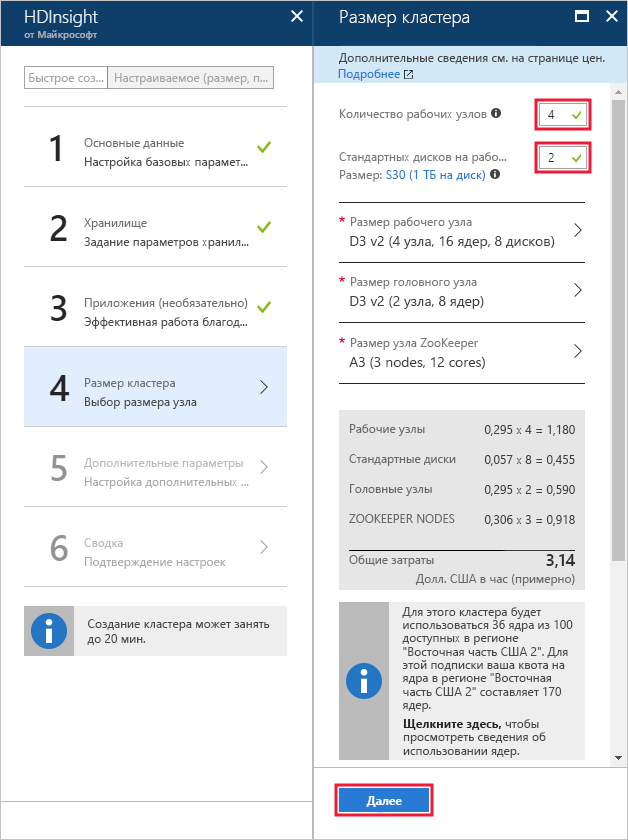 HDInsight
от Майкрософт
Быстрое соз...
Настраиваемое (размер, п...
1
Основные данные
Настройка базовых парамет...
2
Хранилище
Задание параметров хранил...
3
Приложения (необязательно)
Эффективная работа благод...
4
Размер кластера
Выбор размера узла
5
Дополнительные параметры
Настройка дополнительных ...
6
Сводка
Подтверждение настроек
Создание кластера может занять
до 20 мин.
Размер кластера
Дополнительные сведения см. на странице цен.
Подробнее
Количество рабочих узлов
4
Стандартных дисков на рабо...
2
Размер: S30 (1 ТБ на диск)
* Размер рабочего узла
D3 v2 (4 узла, 16 ядер, 8 дисков)
* Размер головного узла
D3 v2 (2 узла, 8 ядер)
* Размер узла ZooKeeper
A3 (3 nodes, 12 cores)
Рабочие узлы 0,295 x 4 = 1,180
Стандартные диски 0,057 x 8 = 0,455
Головные узлы 0,295 x 2 = 0,590
ZOOKEEPER NODES 0,306 x 3 = 0,918
Общие затраты 3,14
Долл. США в час (примерно)
Для этого кластера будет
использоваться 36 ядра из 100
доступных в регионе
"Восточная часть США 2". Для
этой подписки ваша квота на
ядра в регионе "Восточная
часть США 2" составляет 170
ядер.
Щелкните здесь, чтобы
просмотреть сведения об
использовании ядер.
Далее